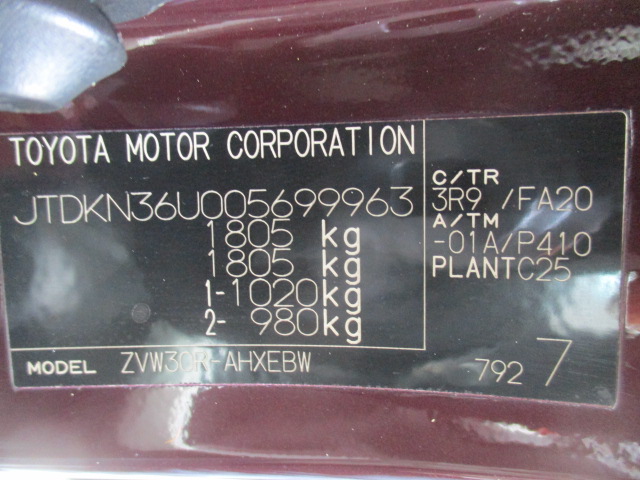 TOYOTA MOTOR CORPORATION
JTDKN36U005699963
1805 kg
1805 kg
1-1020kg
2- 980kg
C/TR
3R9 /FA20
A/TM
-01A/P410
PLANTC25
MODEL ZVW30R-AHXEBW
792 7